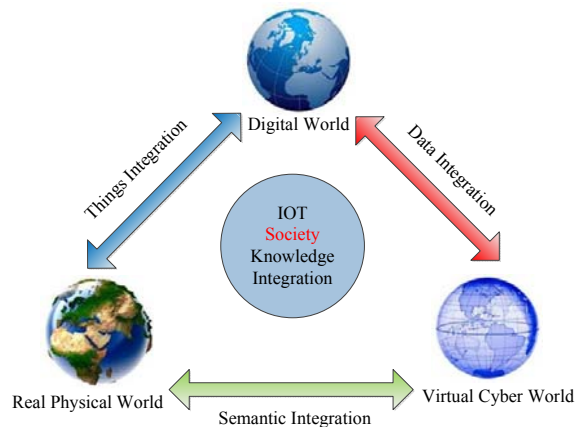 Digital World
Things Integration
Data Integration
IOT
Society
Knowledge
Integration
Real Physical World
Virtual Cyber World
Semantic Integration